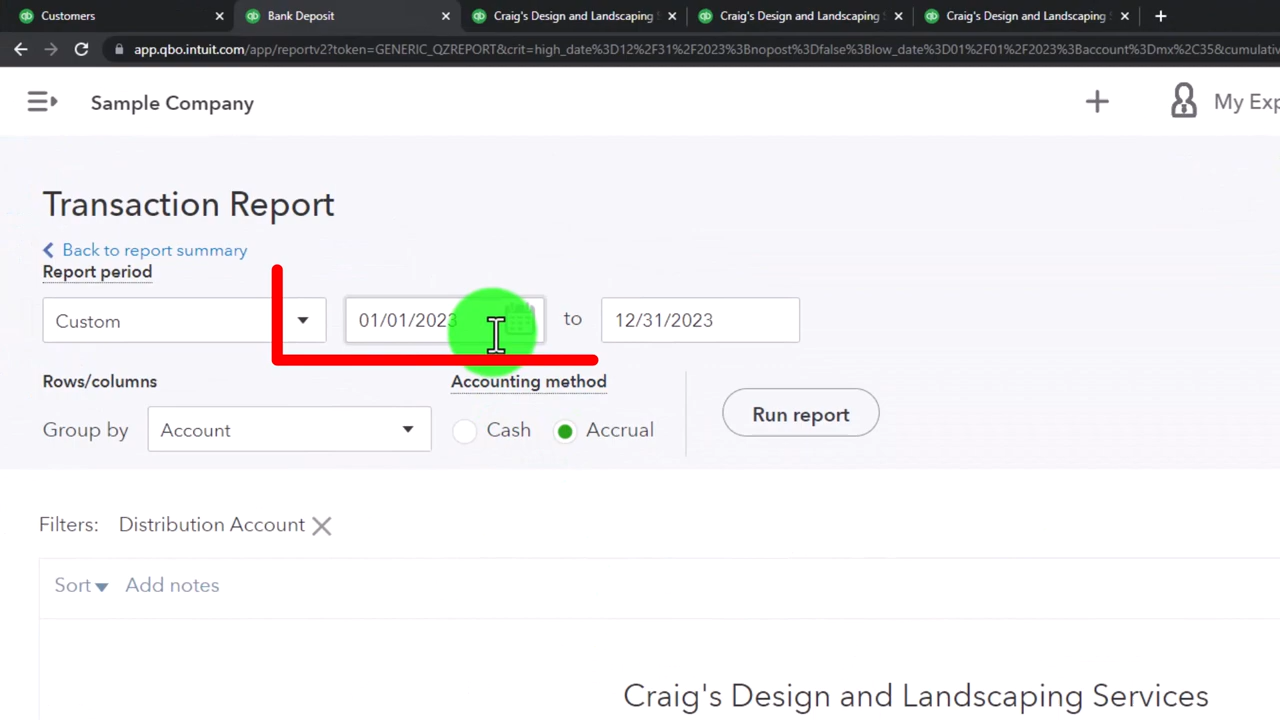 Customers
Bank Deposit
Craig's Design and Landscaping
Craig's Design and Landscaping
Craig's Design and Landscaping
app.qbo.intuit.com/app/reportv2?token=GENERIC_QZREPORT&crit=high_date%3D12%2F31%2F2023%3Bnopost%3Dfalse%3Blow_date%3D01%2F01%2F2023%3Baccount%3Dmx%2C35&cumulativ
Sample Company
My Exp
Transaction Report
Back to report summary
Report period
Custom 01/01/2023 to 12/31/2023
Rows/columns Accounting method
Group by Account Cash Accrual Run report
Filters: Distribution Account
Sort Add notes
Craig's Design and Landscaping Services